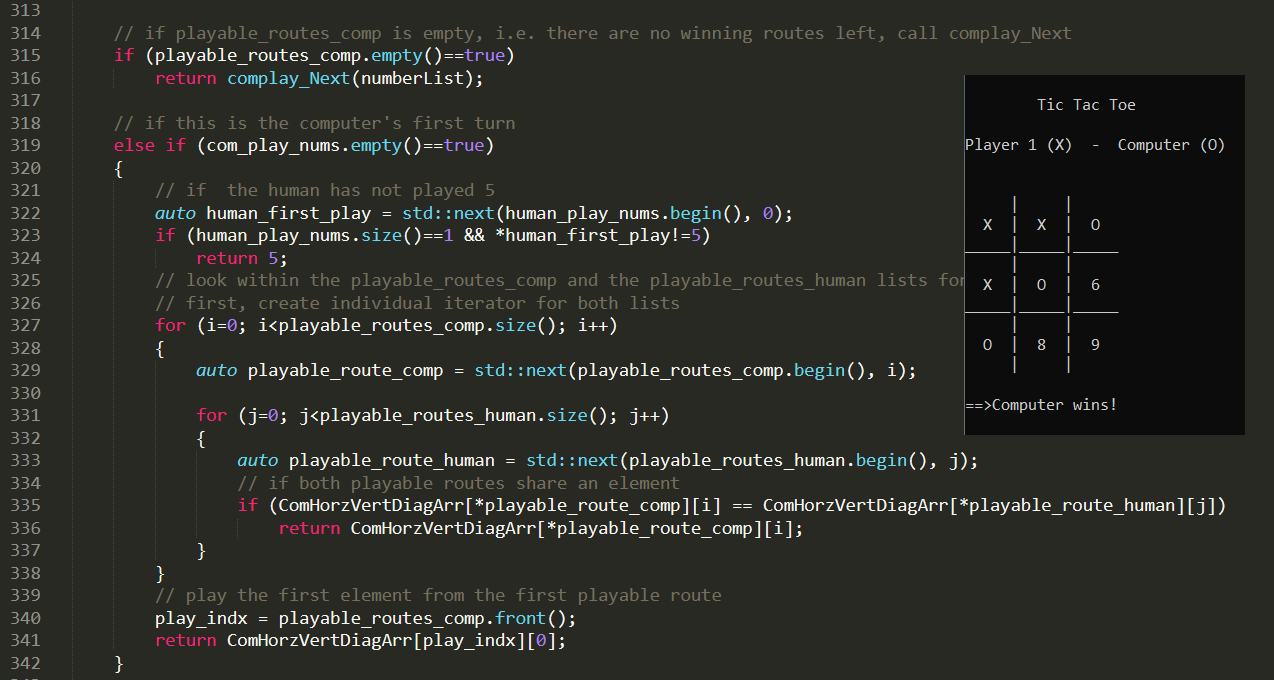 313
314 // if playable_routes_comp is empty, i.e. there are no winning routes left, call complay_Next
315 if (playable_routes_comp.empty()==true)
316 return complay_Next(numberList);
317
318 // if this is the computer's first turn
319 else if (com_play_nums.empty()==true)
320 {
321 // if  the human has not played 5
322 auto human_first_play = std::next(human_play_nums.begin(), 0);
323 if (human_play_nums.size()==1 && *human_first_play!=5)
324 return 5;
325 // look within the playable_routes_comp and the playable_routes_human lists for
326 // first, create individual iterator for both lists
327 for (i=0; i<playable_routes_comp.size(); i++)
328 {
329 auto playable_route_comp = std::next(playable_routes_comp.begin(), i);
330
331 for (j=0; j<playable_routes_human.size(); j++)
332 {
333 auto playable_route_human = std::next(playable_routes_human.begin(), j);
334 // if both playable routes share an element
335 if (ComHorzVertDiagArr[*playable_route_comp][i] == ComHorzVertDiagArr[*playable_route_human][j])
336 return ComHorzVertDiagArr[*playable_route_comp][i];
337 }
338 }
339 // play the first element from the first playable route
340 play_indx = playable_routes_comp.front();
341 return ComHorzVertDiagArr[play_indx][0];
342 }
Tic Tac Toe
Player 1 (X)  -  Computer (O)
X | X | O
X | O | 6
O | 8 | 9
==>Computer wins!